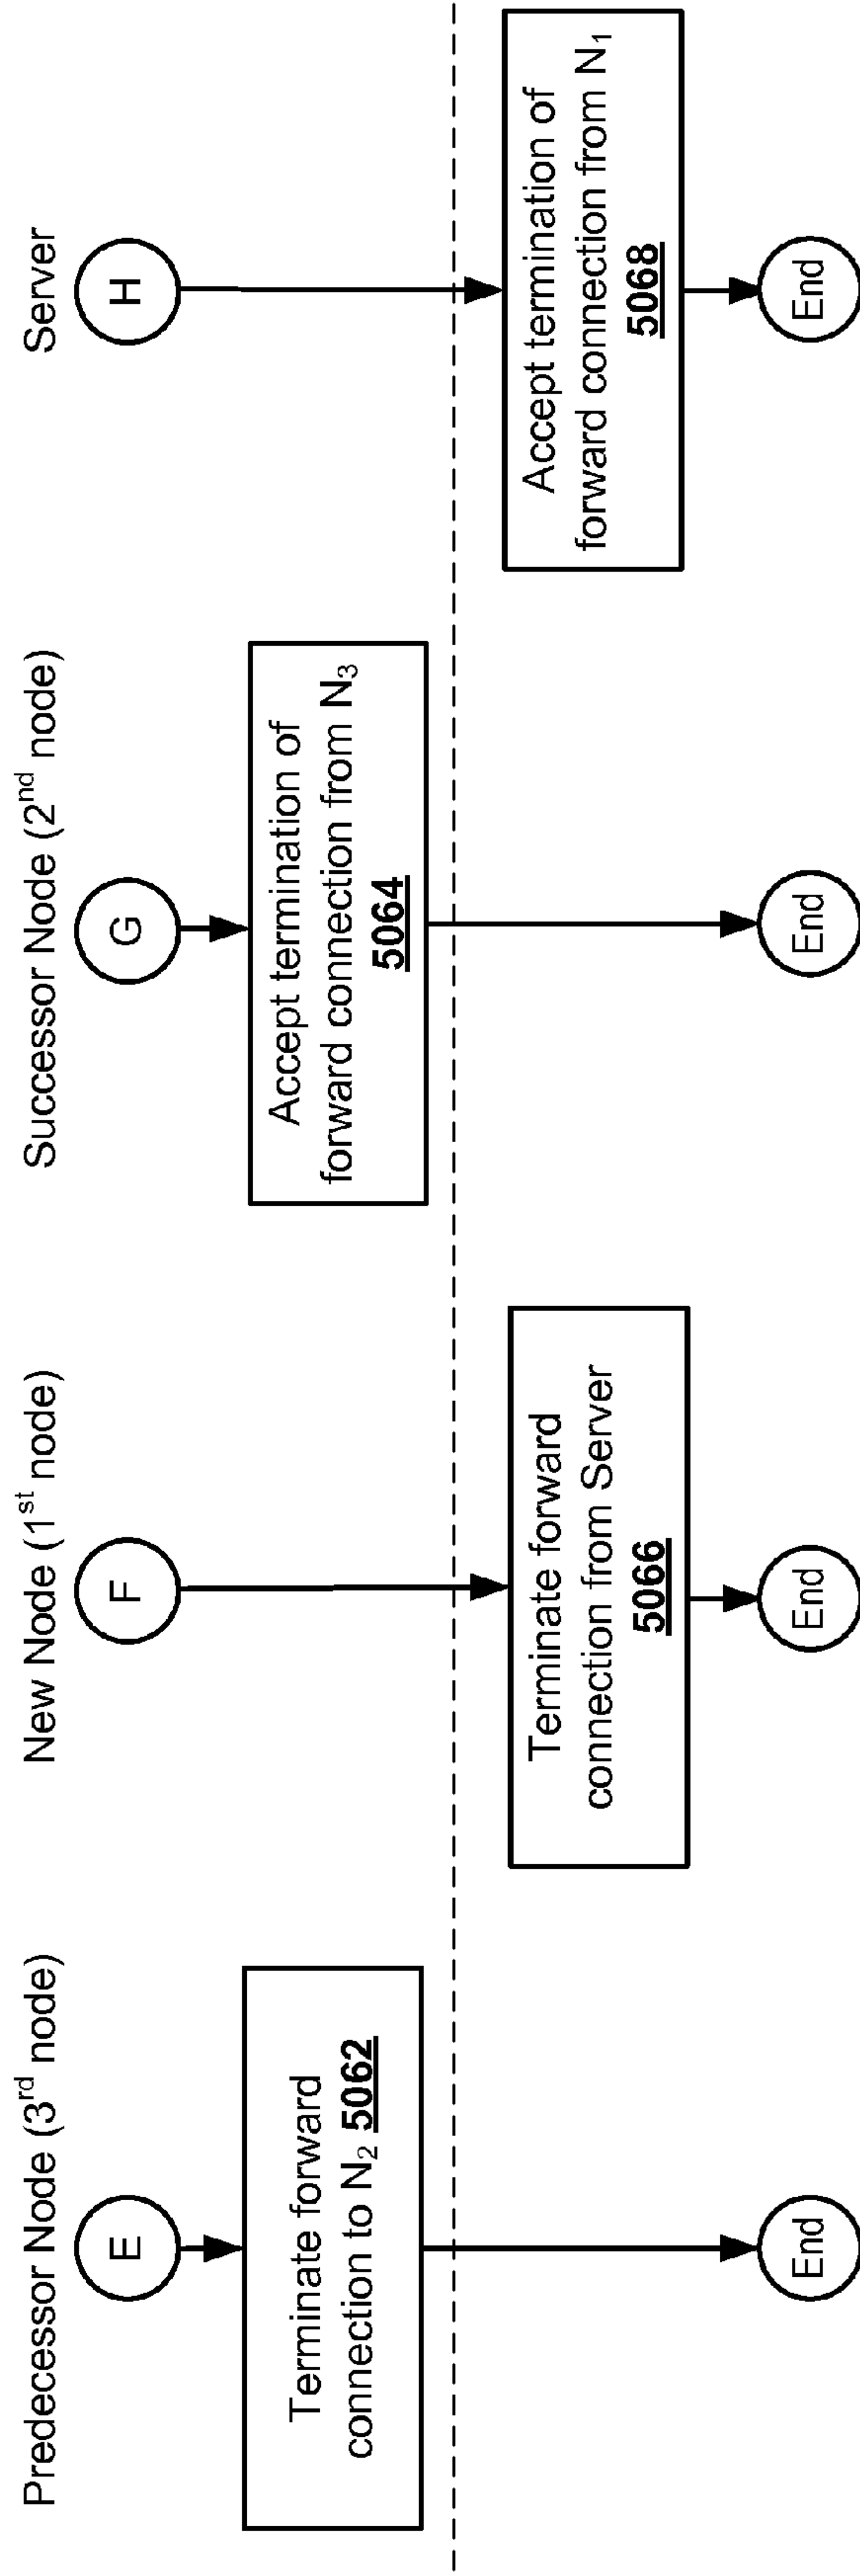 Predecessor Node (3rd node)
New Node (1st node)
Successor Node (2nd node)
Server
E
F
G
H
Terminate forward
connection to N2 5062
Accept termination of
forward connection from N3
5064
Terminate forward
connection from Server
5066
Accept termination of
forward connection from N1
5068
End
End
End
End